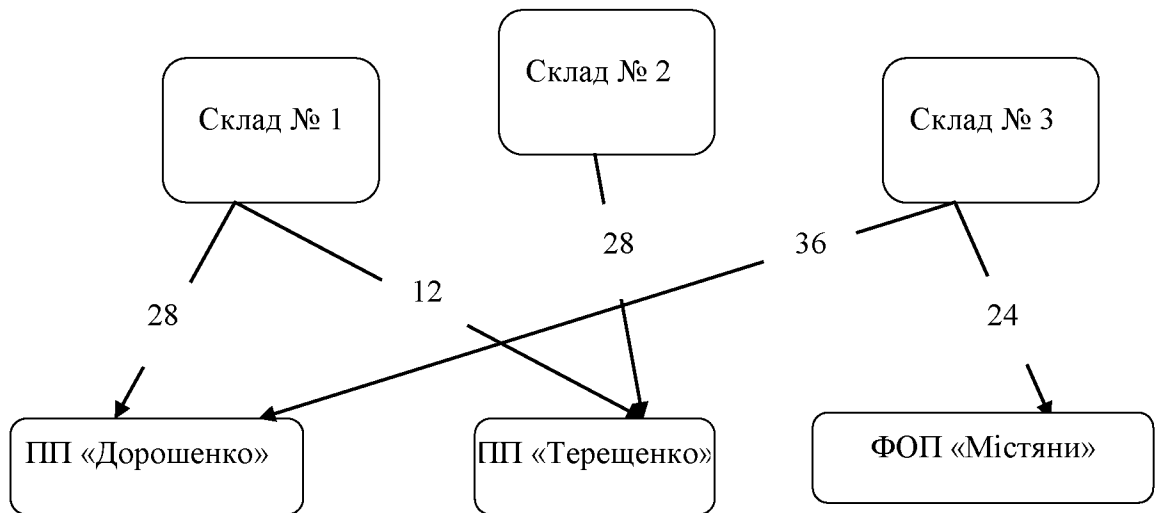 Склад № 1
Склад № 2
Склад № 3
28
12
28
36
24
ПП «Дорошенко»
ПП «Терещенко»
ФОП «Містяни»